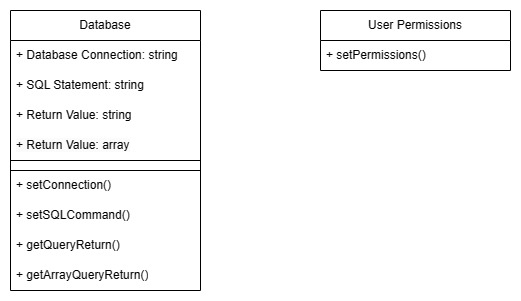 Database
+ Database Connection: string
+ SQL Statement: string
+ Return Value: string
+ Return Value: array
+ setConnection()
+ setSQLCommand()
+ getQueryReturn()
+ getArrayQueryReturn()
User Permissions
+ setPermissions()